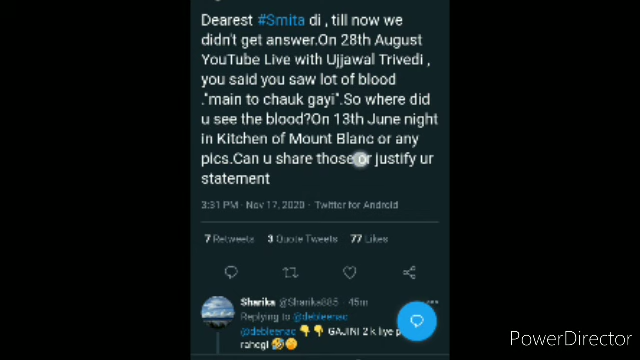 Dearest #Smita di , till now we
didn't get answer.On 28th August
YouTube Live with Ujjawal Trivedi ,
you said you saw lot of blood
."main to chauk gayi".So where did
u see the blood?On 13th June night
in Kitchen of Mount Blanc or any
pics.Can u share those or justify ur
statement
3:31 PM · Nov 17, 2020 · Twitter for Android
7 Retweets 3 Quote Tweets 77 Likes
Sharika @Sharika885 · 45m
Replying to @debleenac
@debleenac 👇👇 GAJINI 2 k liye
rahegi 🤣
PowerDirector